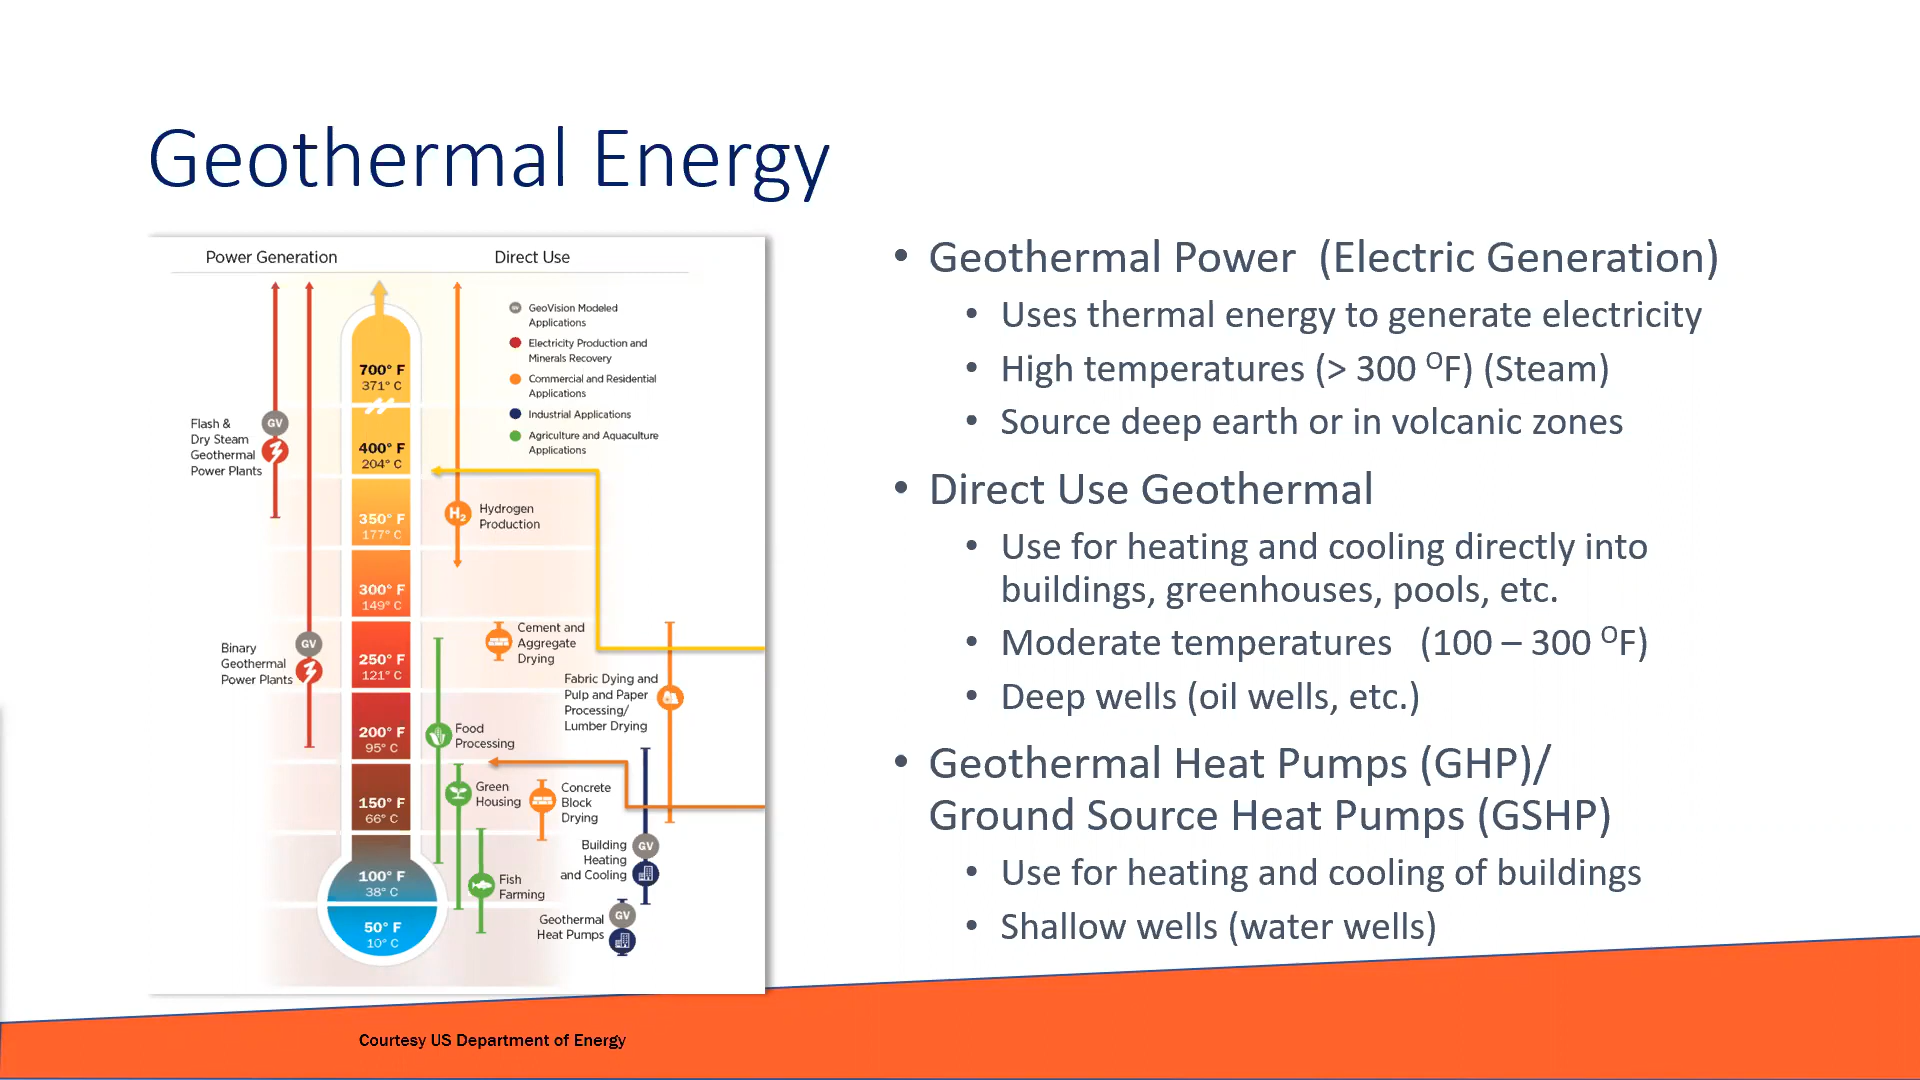 Geothermal Energy
Power Generation
Direct Use
GV GeoVision Modeled
Applications
Electricity Production and
Minerals Recovery
Commercial and Residential
Applications
Industrial Applications
Agriculture and Aquaculture
Applications
700° F
371° C
400° F
204° C
350° F
177° C
300° F
149° C
250° F
121° C
200° F
95° C
150° F
66° C
100° F
38° C
50° F
10° C
Flash &
Dry Steam
Geothermal
Power Plants
GV
Binary
Geothermal
Power Plants
GV
H2
Hydrogen
Production
Cement and
Aggregate
Drying
Fabric Dying and
Pulp and Paper
Processing/
Lumber Drying
Food
Processing
Green
Housing
Concrete
Block
Drying
Building
Heating
and Cooling
GV
Fish
Farming
Geothermal
Heat Pumps
GV
• Geothermal Power (Electric Generation)
• Uses thermal energy to generate electricity
• High temperatures (> 300 ᴼF) (Steam)
• Source deep earth or in volcanic zones
• Direct Use Geothermal
• Use for heating and cooling directly into
buildings, greenhouses, pools, etc.
• Moderate temperatures (100 – 300 ᴼF)
• Deep wells (oil wells, etc.)
• Geothermal Heat Pumps (GHP)/
Ground Source Heat Pumps (GSHP)
• Use for heating and cooling of buildings
• Shallow wells (water wells)
Courtesy US Department of Energy